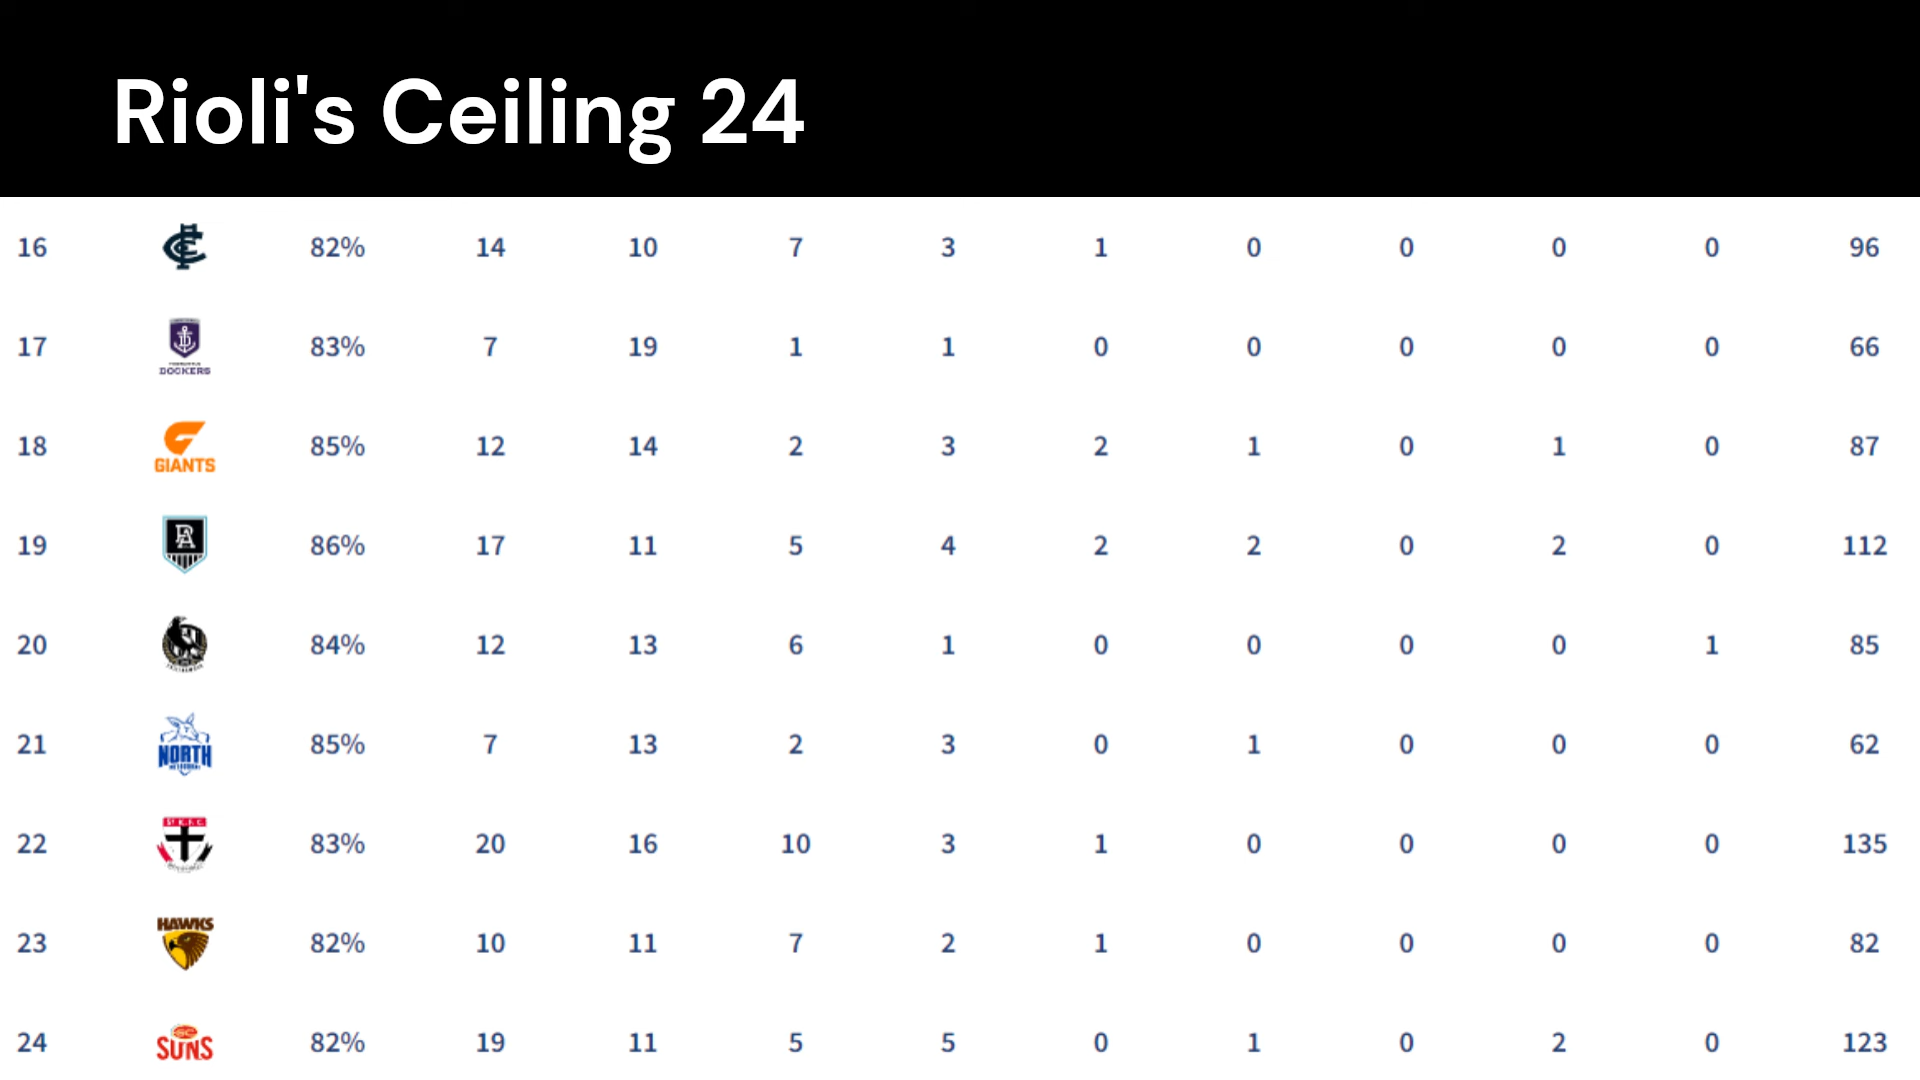 Rioli's Ceiling 24
16 82% 14 10 7 3 1 0 0 0 0 96
17 DOCKERS 83% 7 19 1 1 0 0 0 0 0 66
18 GIANTS 85% 12 14 2 3 2 1 0 1 0 87
19 PA 86% 17 11 5 4 2 2 0 2 0 112
20 84% 12 13 6 1 0 0 0 0 1 85
21 NORTH 85% 7 13 2 3 0 1 0 0 0 62
22 St K.F.C. 83% 20 16 10 3 1 0 0 0 0 135
23 HAWKS 82% 10 11 7 2 1 0 0 0 0 82
24 GC SUNS 82% 19 11 5 5 0 1 0 2 0 123